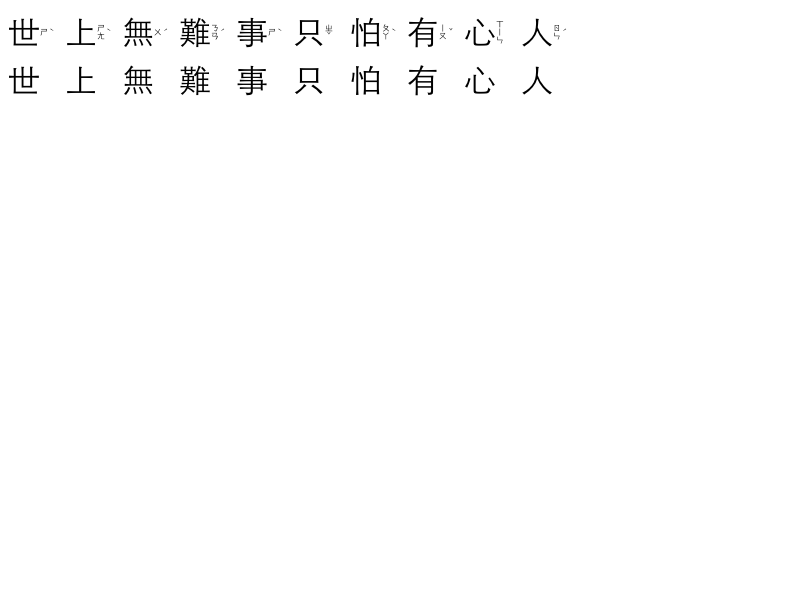 世ㄕˋ上ㄕㄤˋ無ㄨˊ難ㄋㄢˊ事ㄕˋ只ㄓ怕ㄆㄚˋ有ㄧㄡˇ心ㄒㄧㄣ人ㄖㄣˊ
世上無難事只怕有心人